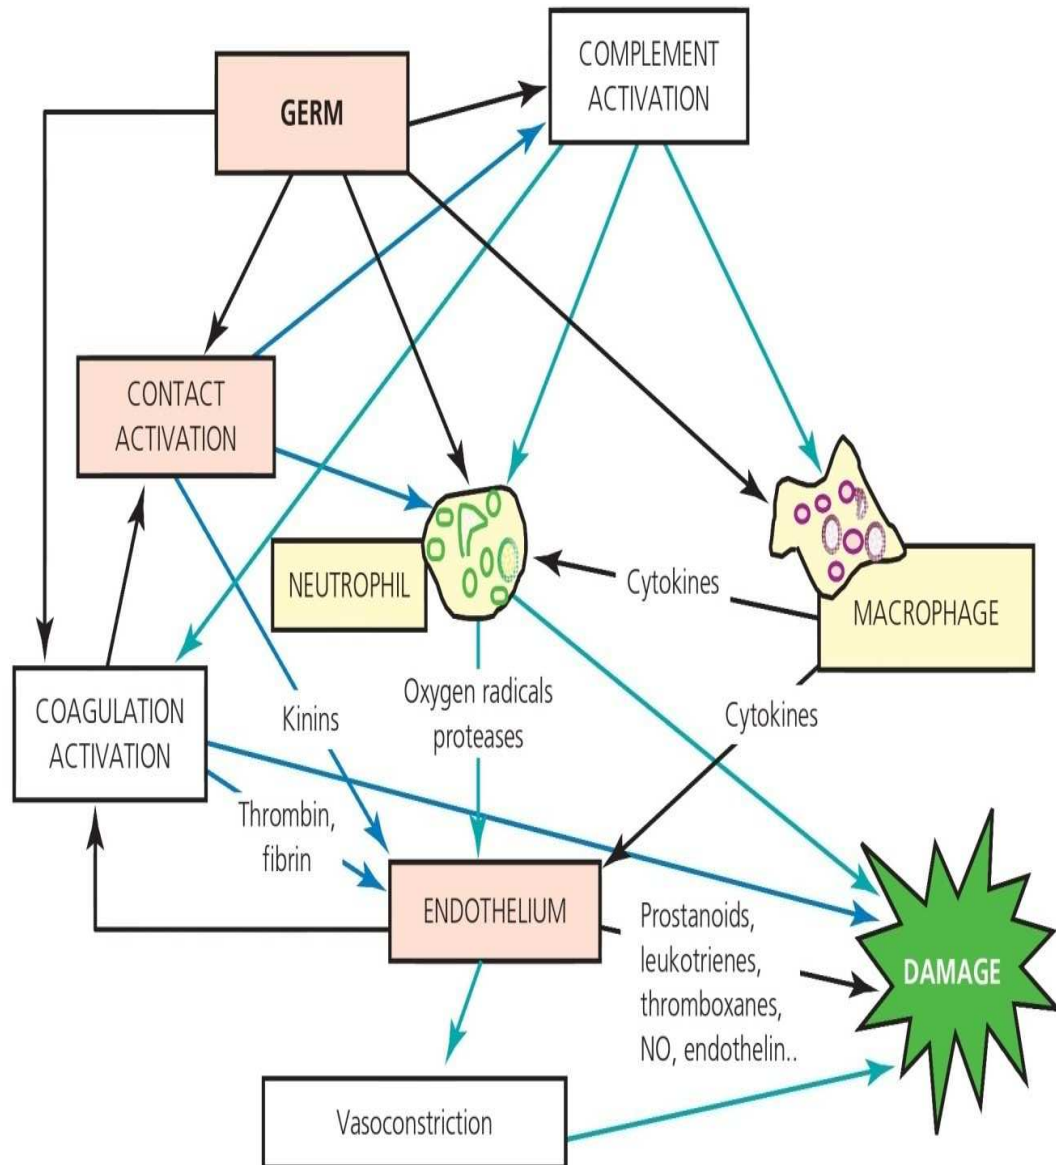 COMPLEMENT
ACTIVATION
GERM
CONTACT
ACTIVATION
NEUTROPHIL
Cytokines
MACROPHAGE
COAGULATION
ACTIVATION
Kinins
Oxygen radicals
proteases
Cytokines
Thrombin,
fibrin
ENDOTHELIUM
Prostanoids,
leukotrienes,
thromboxanes,
NO, endothelin..
DAMAGE
Vasoconstriction